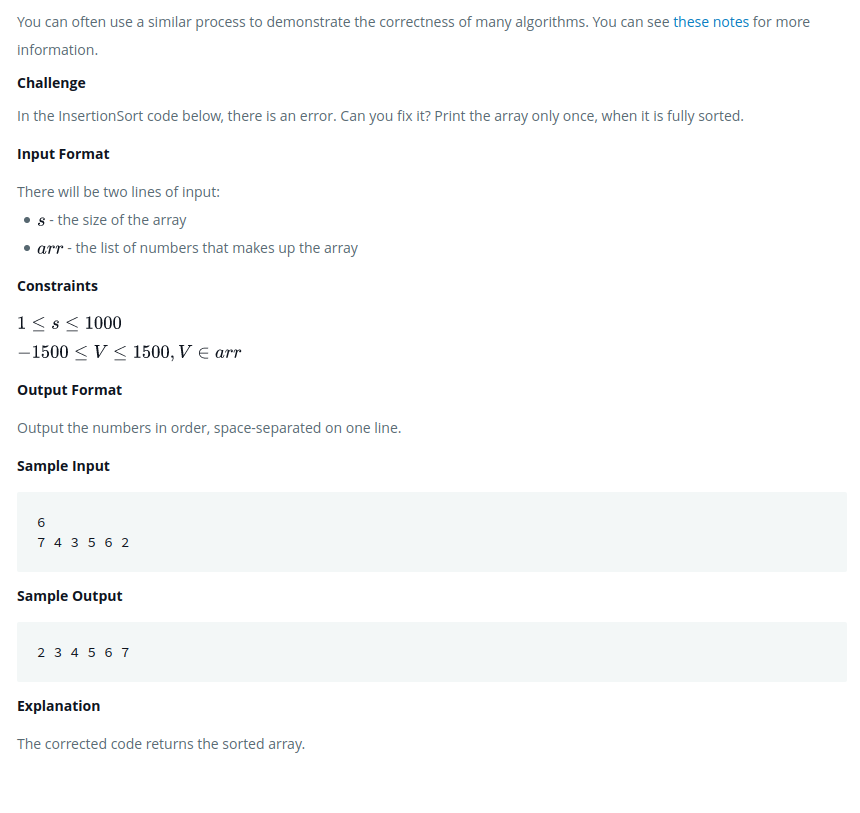 You can often use a similar process to demonstrate the correctness of many algorithms. You can see these notes for more
information.
Challenge
In the InsertionSort code below, there is an error. Can you fix it? Print the array only once, when it is fully sorted.
Input Format
There will be two lines of input:
• s - the size of the array
• arr - the list of numbers that makes up the array
Constraints
1 ≤ s ≤ 1000
−1500 ≤ V ≤ 1500, V ∈ arr
Output Format
Output the numbers in order, space-separated on one line.
Sample Input
6
7 4 3 5 6 2
Sample Output
2 3 4 5 6 7
Explanation
The corrected code returns the sorted array.